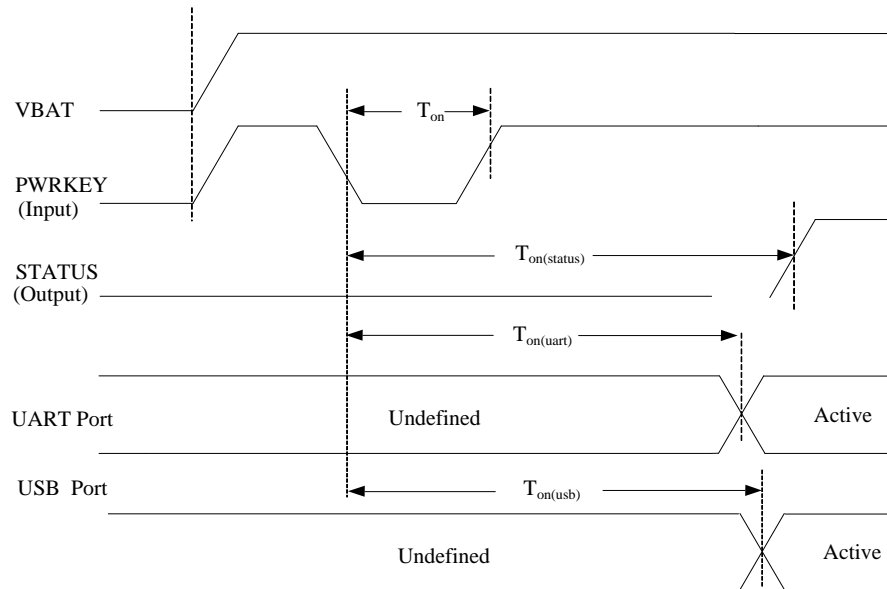 VBAT
Ton
PWRKEY
(Input)
Ton(status)
STATUS
(Output)
Ton(uart)
UART Port
Undefined
Active
USB Port
Ton(usb)
Undefined
Active